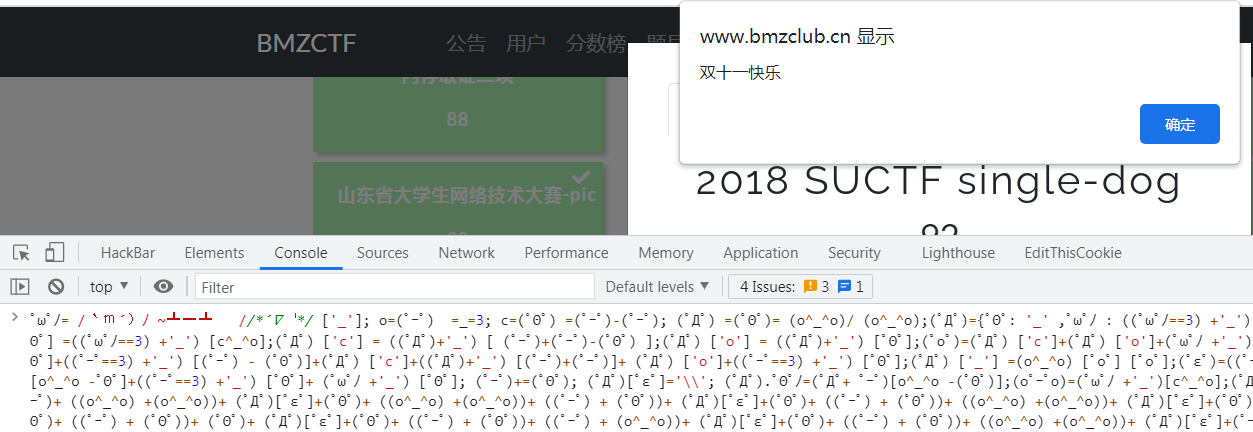 www.bmzclub.cn 显示
双十一快乐
确定
BMZCTF 公告 用户 分数榜
88
山东省大学生网络技术大赛-pic
2018 SUCTF single-dog
HackBar Elements Console Sources Network Performance Memory Application Security Lighthouse EditThisCookie
top ▼ Filter Default levels ▼ 4 Issues: 3 1
> ﾟωﾟﾉ= /｀ｍ´）ﾉ ~┻━┻ //*´∇｀*/ ['_']; o=(ﾟｰﾟ) =_=3; c=(ﾟΘﾟ) =(ﾟｰﾟ)-(ﾟｰﾟ); (ﾟДﾟ) =(ﾟΘﾟ)= (o^_^o)/ (o^_^o);(ﾟДﾟ)={ﾟΘﾟ: '_' ,ﾟωﾟﾉ : ((ﾟωﾟﾉ==3) +'_')
Θﾟ] =((ﾟωﾟﾉ==3) +'_') [c^_^o];(ﾟДﾟ) ['c'] = ((ﾟДﾟ)+'_') [ (ﾟｰﾟ)+(ﾟｰﾟ)-(ﾟΘﾟ) ];(ﾟДﾟ) ['o'] = ((ﾟДﾟ)+'_') [ﾟΘﾟ];(ﾟoﾟ)=(ﾟДﾟ) ['c']+(ﾟДﾟ) ['o']+(ﾟωﾟﾉ +'_')
Θﾟ]+((ﾟｰﾟ==3) +'_') [(ﾟｰﾟ) - (ﾟΘﾟ)]+(ﾟДﾟ) ['c']+((ﾟДﾟ)+'_') [(ﾟｰﾟ)+(ﾟｰﾟ)]+ (ﾟДﾟ) ['o']+((ﾟｰﾟ==3) +'_') [ﾟΘﾟ];(ﾟДﾟ) ['_'] =(o^_^o) [ﾟoﾟ] [ﾟoﾟ];(ﾟεﾟ)=((ﾟｰ
[o^_^o -ﾟΘﾟ]+((ﾟｰﾟ==3) +'_') [ﾟΘﾟ]+ (ﾟωﾟﾉ +'_') [ﾟΘﾟ]; (ﾟｰﾟ)+=(ﾟΘﾟ); (ﾟДﾟ)[ﾟεﾟ]='\\'; (ﾟДﾟ).ﾟΘﾟﾉ=(ﾟДﾟ+ ﾟｰﾟ)[o^_^o -(ﾟΘﾟ)];(oﾟｰﾟo)=(ﾟωﾟﾉ +'_')[c^_^o];(ﾟД
ｰﾟ)+ ((o^_^o) +(o^_^o))+ (ﾟДﾟ)[ﾟεﾟ]+(ﾟΘﾟ)+ ((o^_^o) +(o^_^o))+ ((ﾟｰﾟ) + (ﾟΘﾟ))+ (ﾟДﾟ)[ﾟεﾟ]+(ﾟΘﾟ)+ ((ﾟｰﾟ) + (ﾟΘﾟ))+ ((o^_^o) +(o^_^o))+ (ﾟДﾟ)[ﾟεﾟ]+(ﾟΘﾟ)
Θﾟ)+ ((ﾟｰﾟ) + (ﾟΘﾟ))+ (ﾟΘﾟ)+ (ﾟДﾟ)[ﾟεﾟ]+(ﾟΘﾟ)+ ((ﾟｰﾟ) + (ﾟΘﾟ))+ ((ﾟｰﾟ) + (o^_^o))+ (ﾟДﾟ)[ﾟεﾟ]+(ﾟΘﾟ)+ ((ﾟｰﾟ) + (ﾟΘﾟ))+ ((o^_^o) +(o^_^o))+ (ﾟДﾟ)[ﾟεﾟ]+(